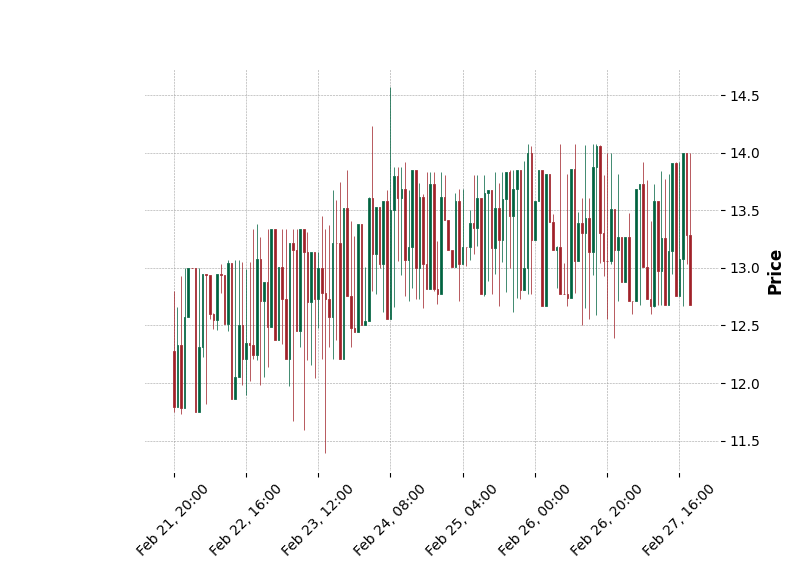 14.5
14.0
13.5
13.0
12.5
12.0
11.5
Price
Feb 21, 20:00
Feb 22, 16:00
Feb 23, 12:00
Feb 24, 08:00
Feb 25, 04:00
Feb 26, 00:00
Feb 26, 20:00
Feb 27, 16:00